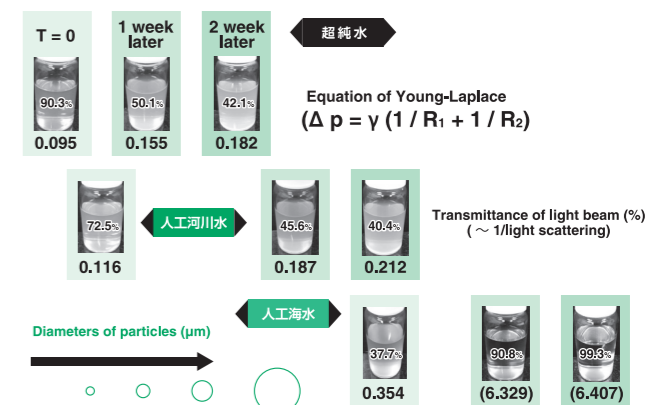 T = 0
1 week later
2 week later
超純水
90.3%
50.1%
42.1%
0.095
0.155
0.182
Equation of Young-Laplace
(Δ p = γ (1 / R₁ + 1 / R₂)
72.5%
人工河川水
45.6%
40.4%
0.116
0.187
0.212
Transmittance of light beam (%)
( ～ 1/light scattering)
人工海水
Diameters of particles (μm)
37.7%
90.8%
99.3%
0.354
(6.329)
(6.407)